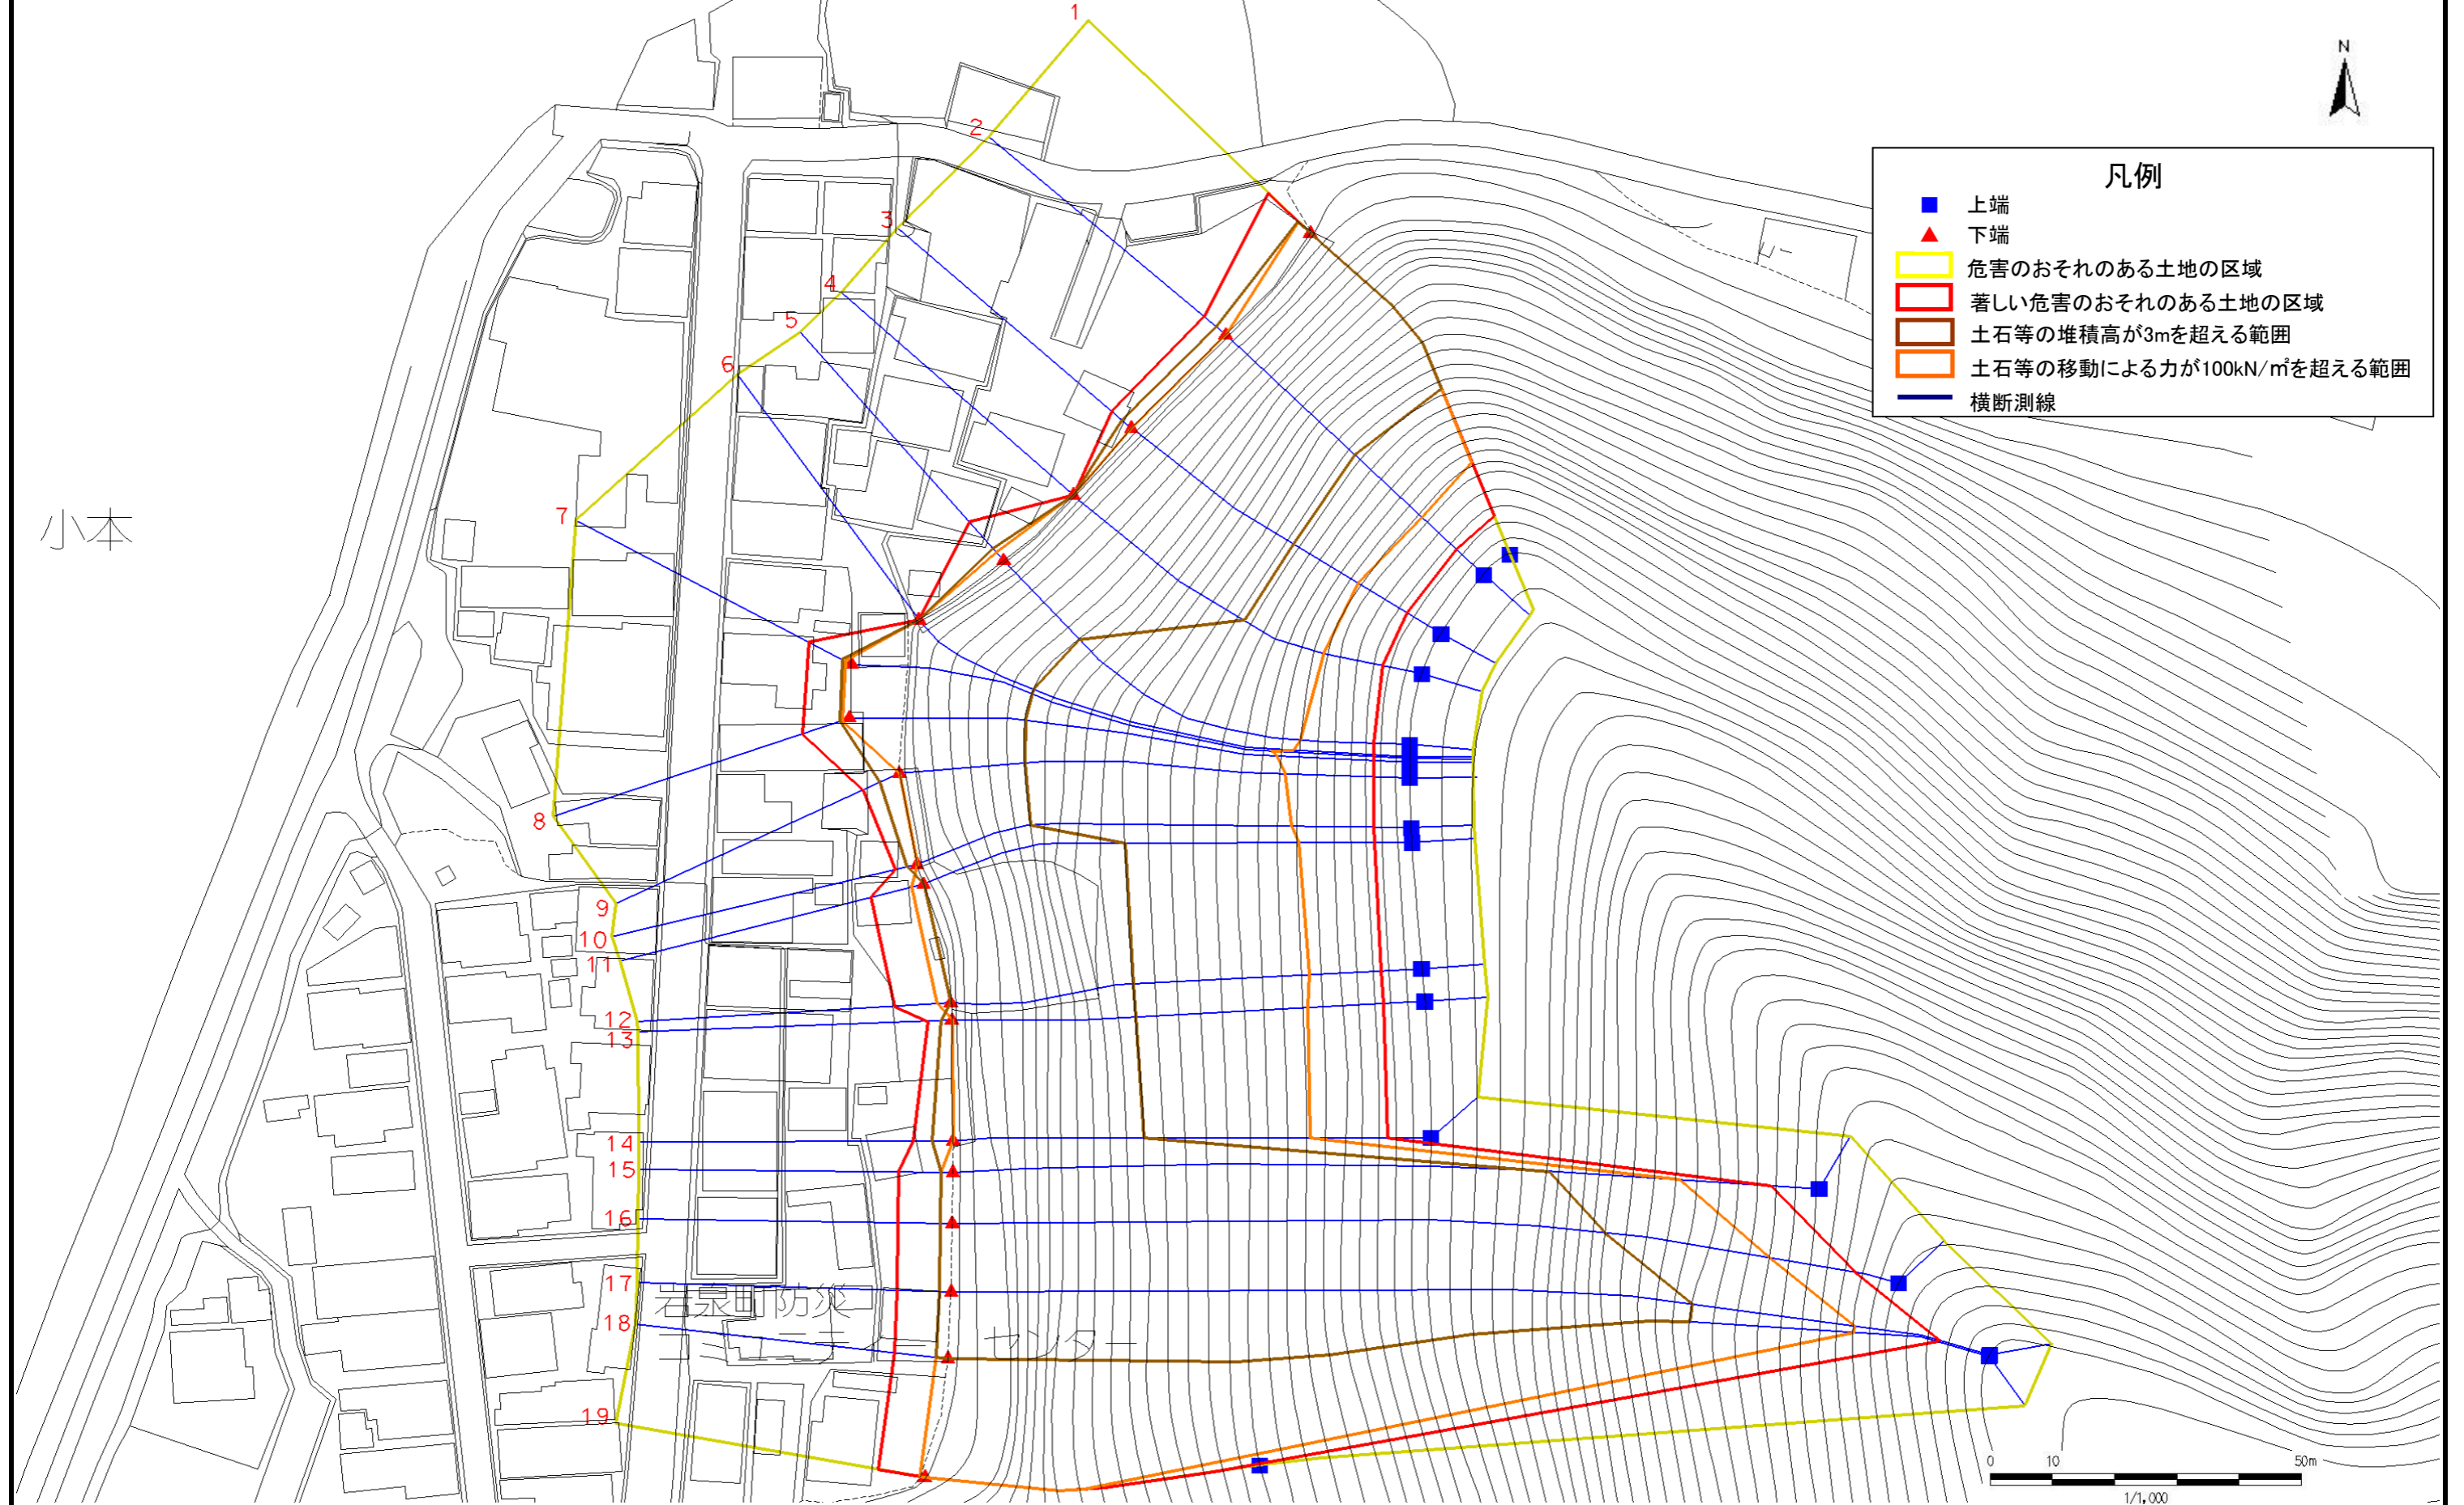 1
N
2
凡例
上端
下端
3
危害のおそれのある土地の区域
4
著しい危害のおそれのある土地の区域
5
土石等の堆積高が3mを超える範囲
6
土石等の移動による力が100kN/㎡を超える範囲
横断測線
小本
7
8
9
10
11
12
13
14
15
16
17
岩泉町防災
18
センター
19
0 10 50m
1/1,000